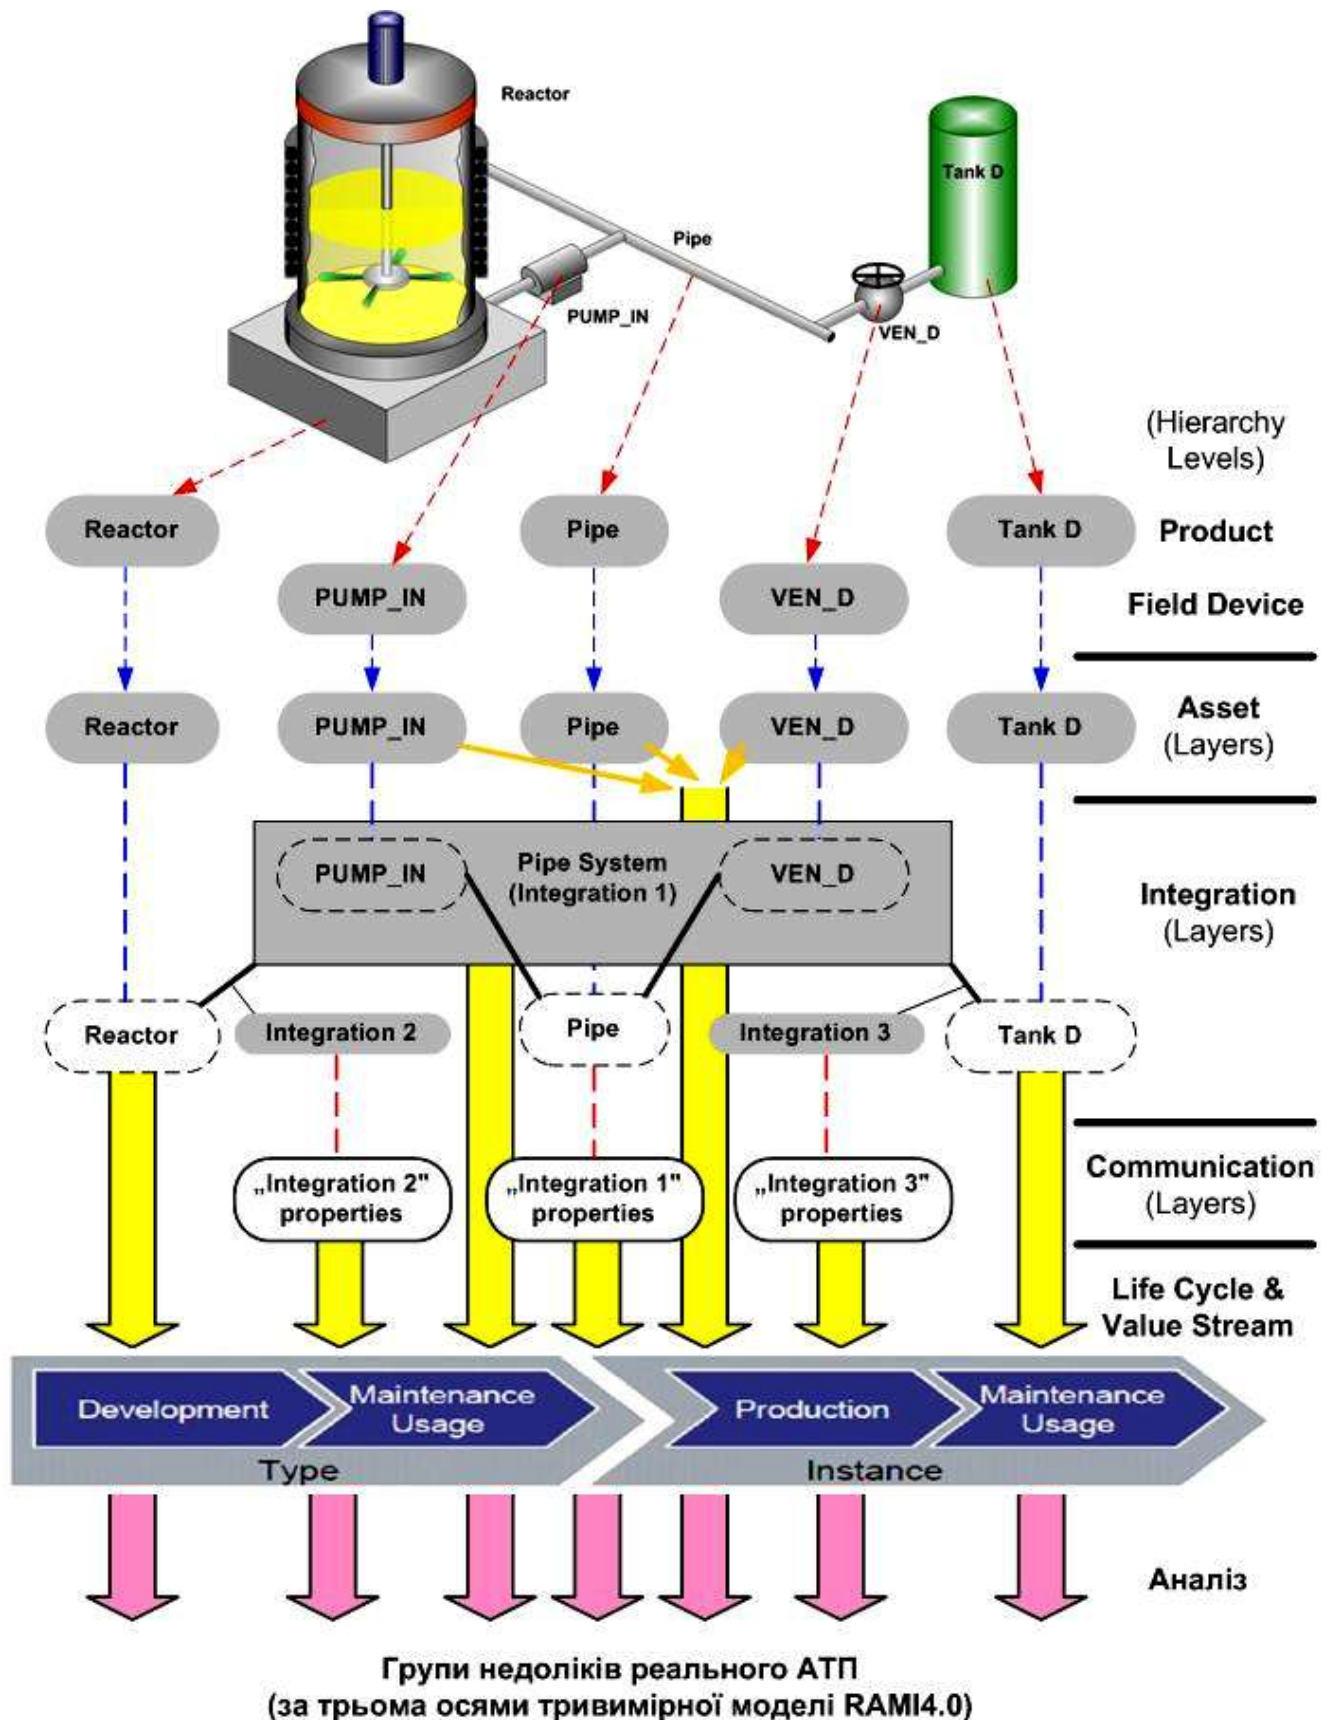 Reactor
Tank D
Pipe
PUMP_IN
VEN_D
(Hierarchy
Levels)
Reactor
Pipe
Tank D
Product
PUMP_IN
VEN_D
Field Device
Reactor
PUMP_IN
Pipe
VEN_D
Tank D
Asset
(Layers)
PUMP_IN
Pipe System
(Integration 1)
VEN_D
Integration
(Layers)
Reactor
Integration 2
Pipe
Integration 3
Tank D
Communication
(Layers)
„Integration 2"
properties
„Integration 1"
properties
„Integration 3"
properties
Life Cycle &
Value Stream
Development
Maintenance
Usage
Production
Maintenance
Usage
Type
Instance
Аналіз
Групи недоліків реального АТП
(за трьома осями тривимірної моделі RAMI4.0)